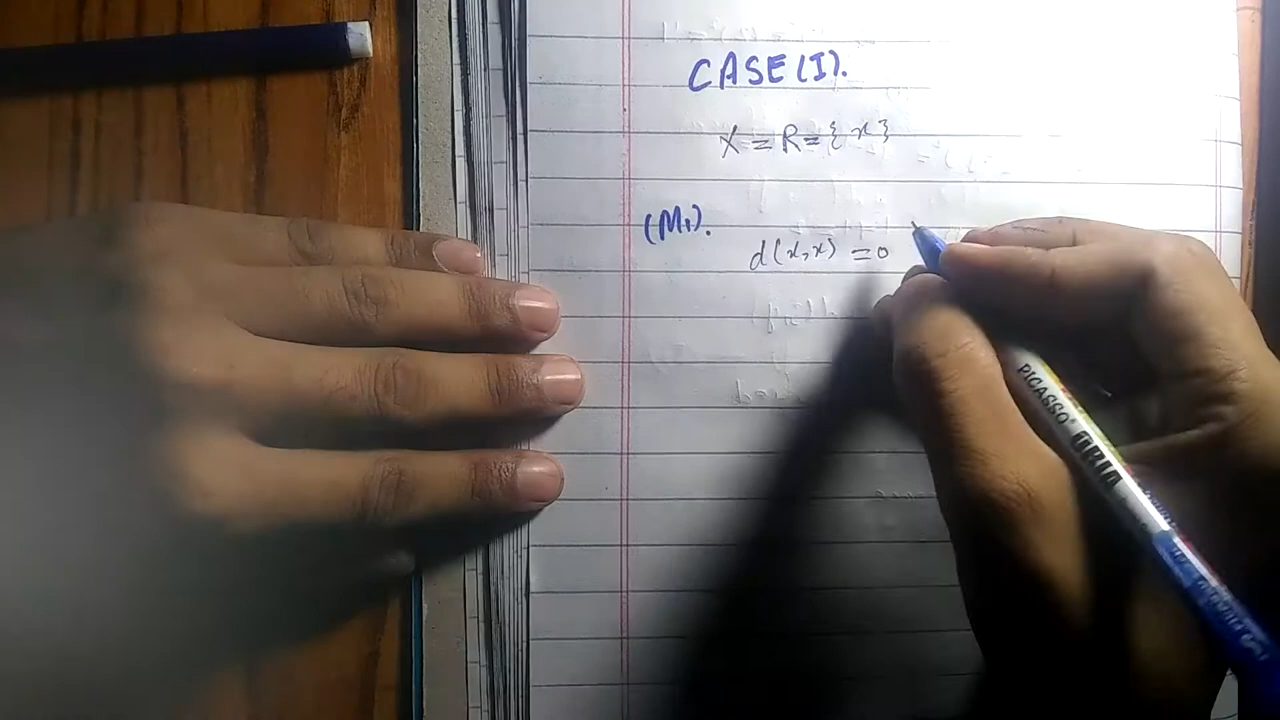 CASE (I).
X = R = { x }
(M1).
d(x,x) = 0
PICASSO